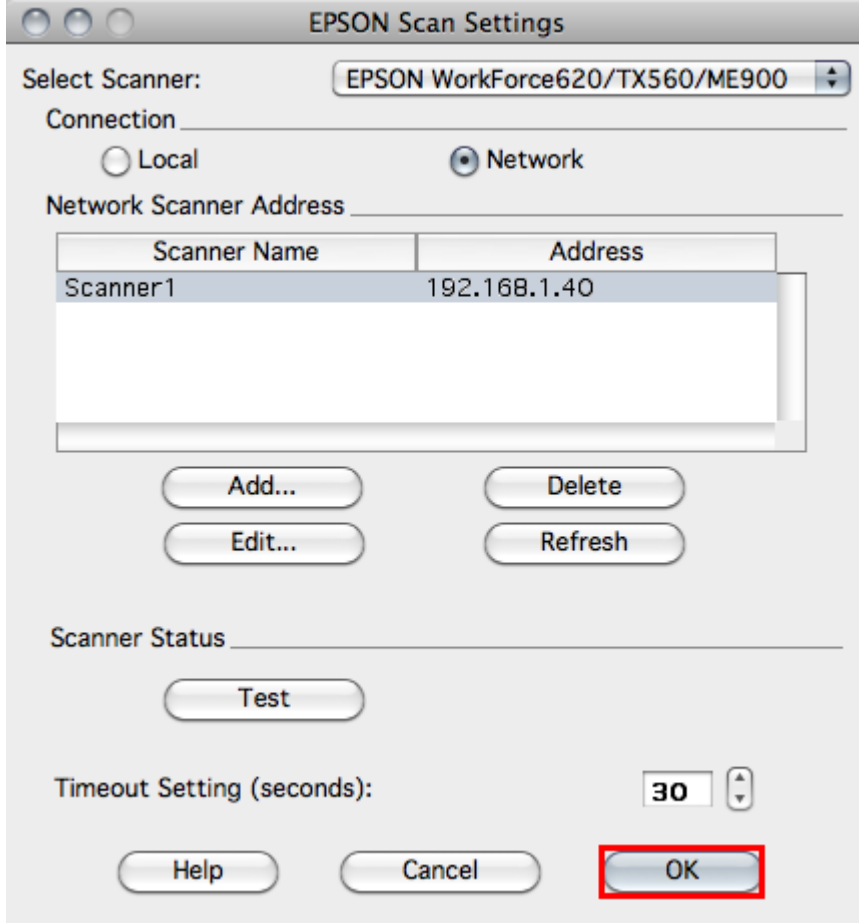 EPSON Scan Settings
Select Scanner: EPSON WorkForce620/TX560/ME900
Connection
Local Network
Network Scanner Address
Scanner Name Address
Scanner1 192.168.1.40
Add... Delete
Edit... Refresh
Scanner Status
Test
Timeout Setting (seconds): 30
Help Cancel OK